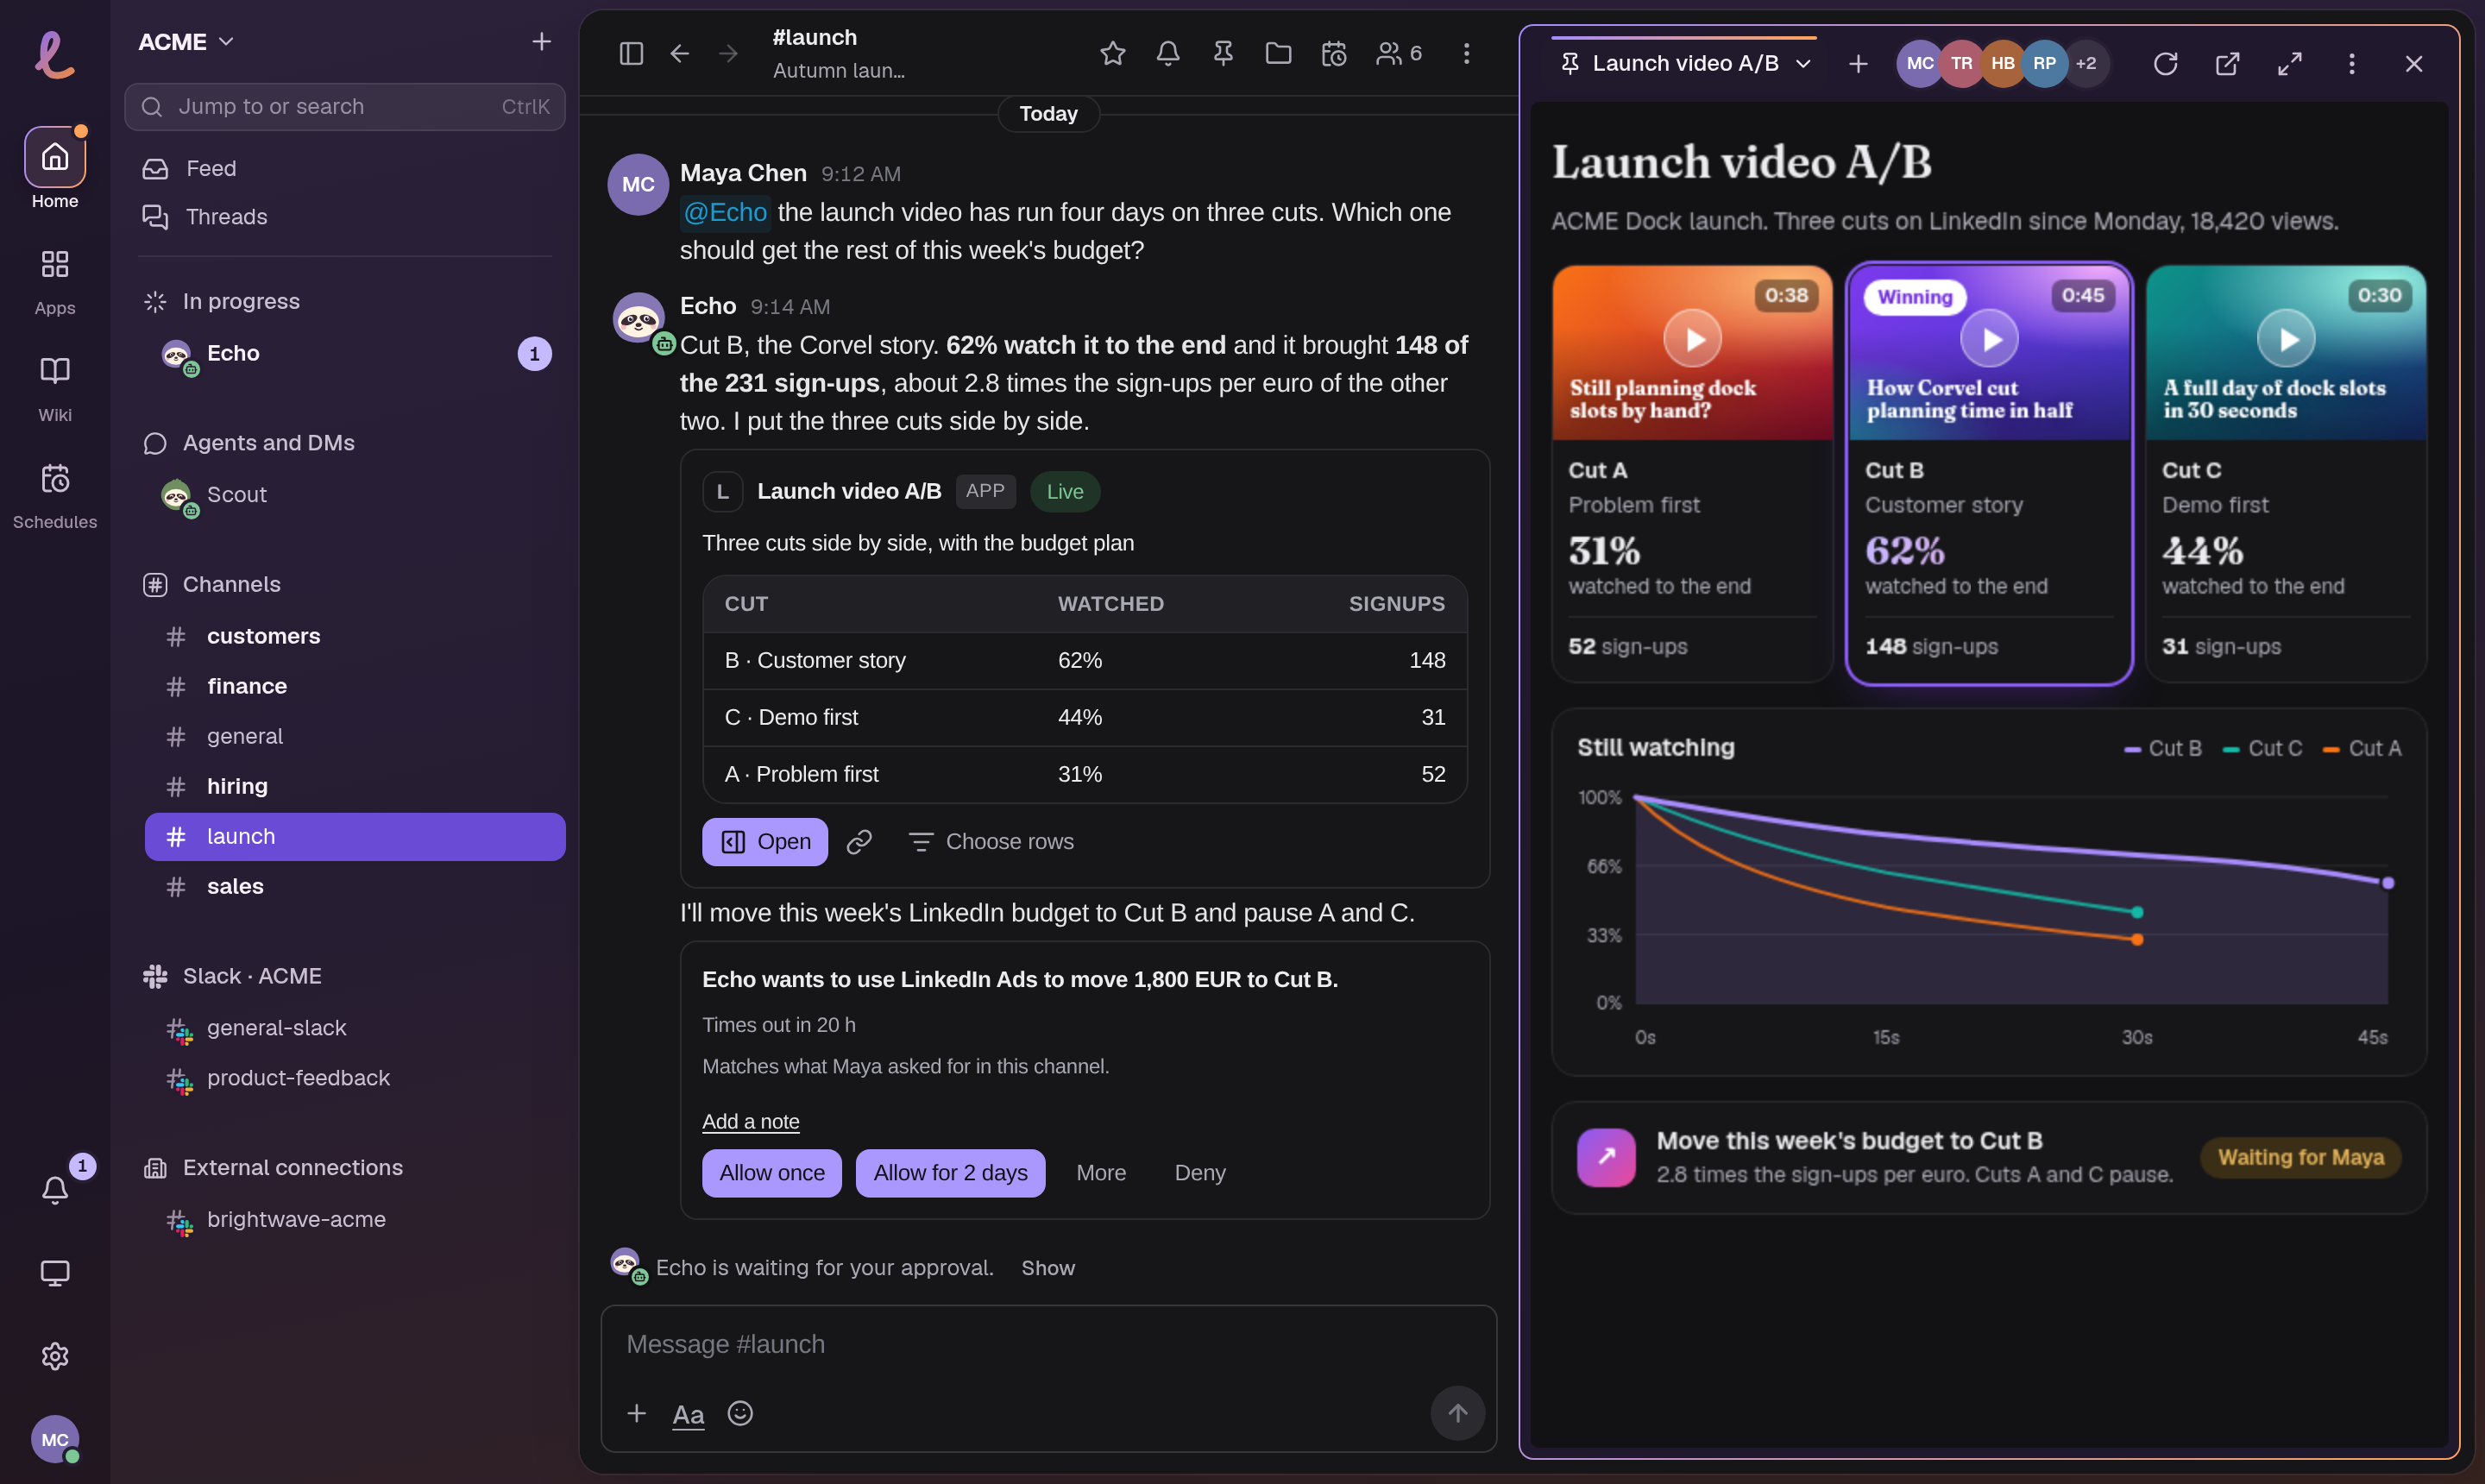 ACME
Jump to or search
CtrlK
Home
Apps
Wiki
Schedules
1
MC
Feed
Threads
In progress
Echo
1
Agents and DMs
Scout
Channels
customers
finance
general
hiring
launch
sales
Slack · ACME
general-slack
product-feedback
External connections
brightwave-acme
#launch
Autumn laun...
6
Today
MC
Maya Chen 9:12 AM
@Echo the launch video has run four days on three cuts. Which one
should get the rest of this week's budget?
Echo 9:14 AM
Cut B, the Corvel story. 62% watch it to the end and it brought 148 of
the 231 sign-ups, about 2.8 times the sign-ups per euro of the other
two. I put the three cuts side by side.
L Launch video A/B APP Live
Three cuts side by side, with the budget plan
CUT WATCHED SIGNUPS
B · Customer story 62% 148
C · Demo first 44% 31
A · Problem first 31% 52
Open Choose rows
I'll move this week's LinkedIn budget to Cut B and pause A and C.
Echo wants to use LinkedIn Ads to move 1,800 EUR to Cut B.
Times out in 20 h
Matches what Maya asked for in this channel.
Add a note
Allow once Allow for 2 days More Deny
Echo is waiting for your approval. Show
Message #launch
Aa
Launch video A/B
MC TR HB RP +2
Launch video A/B
ACME Dock launch. Three cuts on LinkedIn since Monday, 18,420 views.
0:38
Still planning dock
slots by hand?
Cut A
Problem first
31%
watched to the end
52 sign-ups
Winning 0:45
How Corvel cut
planning time in half
Cut B
Customer story
62%
watched to the end
148 sign-ups
0:30
A full day of dock slots
in 30 seconds
Cut C
Demo first
44%
watched to the end
31 sign-ups
Still watching
Cut B Cut C Cut A
100%
66%
33%
0%
0s 15s 30s 45s
Move this week's budget to Cut B
2.8 times the sign-ups per euro. Cuts A and C pause.
Waiting for Maya